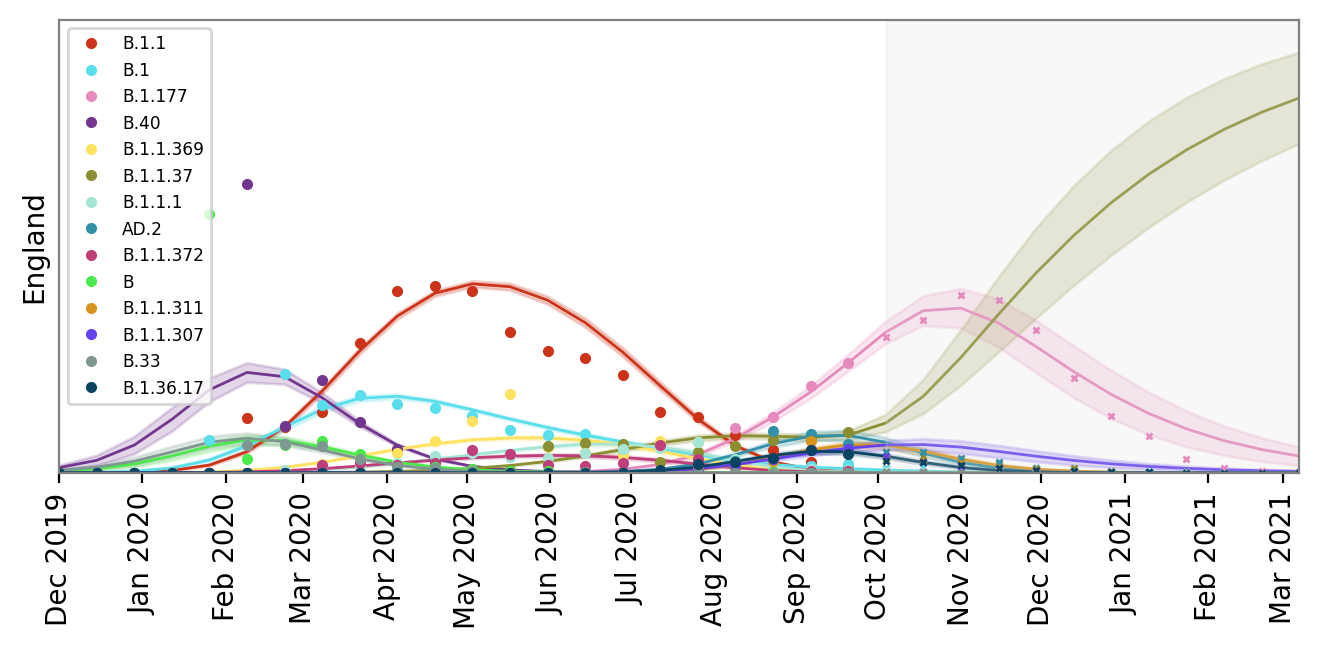 B.1.1
B.1
B.1.177
B.40
B.1.1.369
B.1.1.37
B.1.1.1
AD.2
B.1.1.372
B
B.1.1.311
B.1.1.307
B.33
B.1.36.17
England
Dec 2019
Jan 2020
Feb 2020
Mar 2020
Apr 2020
May 2020
Jun 2020
Jul 2020
Aug 2020
Sep 2020
Oct 2020
Nov 2020
Dec 2020
Jan 2021
Feb 2021
Mar 2021